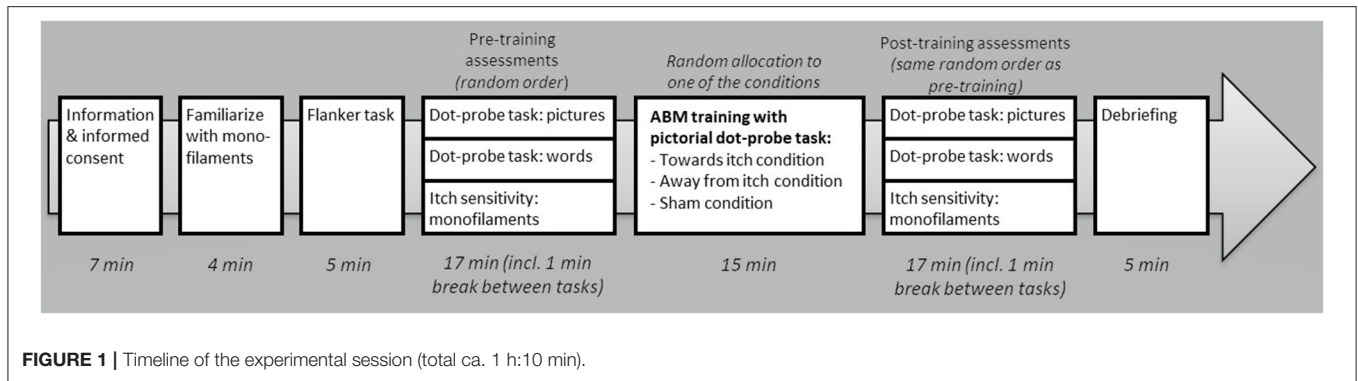 Information
& informed
consent
7 min
Familiarize
with mono-
filaments
4 min
Flanker task
5 min
Pre-training
assessments
(random order)
Dot-probe task: pictures
Dot-probe task: words
Itch sensitivity:
monofilaments
17 min (incl. 1 min
break between tasks)
Random allocation to
one of the conditions
ABM training with
pictorial dot-probe task:
- Towards itch condition
- Away from itch condition
- Sham condition
15 min
Post-training assessments
(same random order as
pre-training)
Dot-probe task: pictures
Dot-probe task: words
Itch sensitivity:
monofilaments
17 min (incl. 1 min
break between tasks)
Debriefing
5 min
FIGURE 1 | Timeline of the experimental session (total ca. 1 h:10 min).